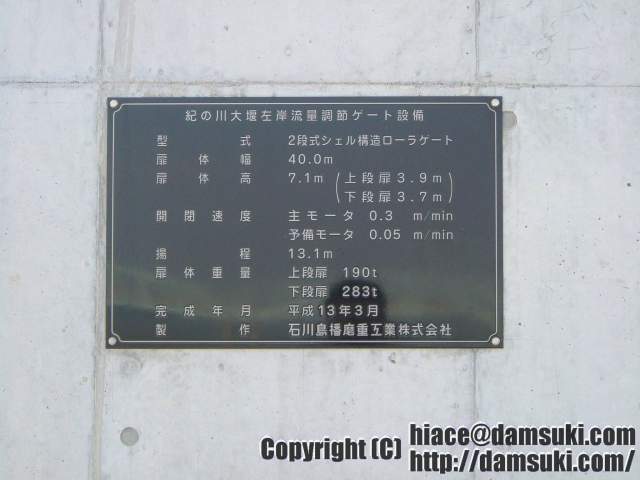 紀の川大堰左岸流量調節ゲート設備
型式 2段式シェル構造ローラゲート
扉体幅 40.0m
扉体高 7.1m (上段扉3.9m
下段扉3.7m)
開閉速度 主モータ 0.3 m/min
予備モータ 0.05 m/min
揚程 13.1m
扉体重量 上段扉 190t
下段扉 283t
完成年月 平成13年3月
製作 石川島播磨重工業株式会社
Copyright (C) hiace@damsuki.com
http://damsuki.com/